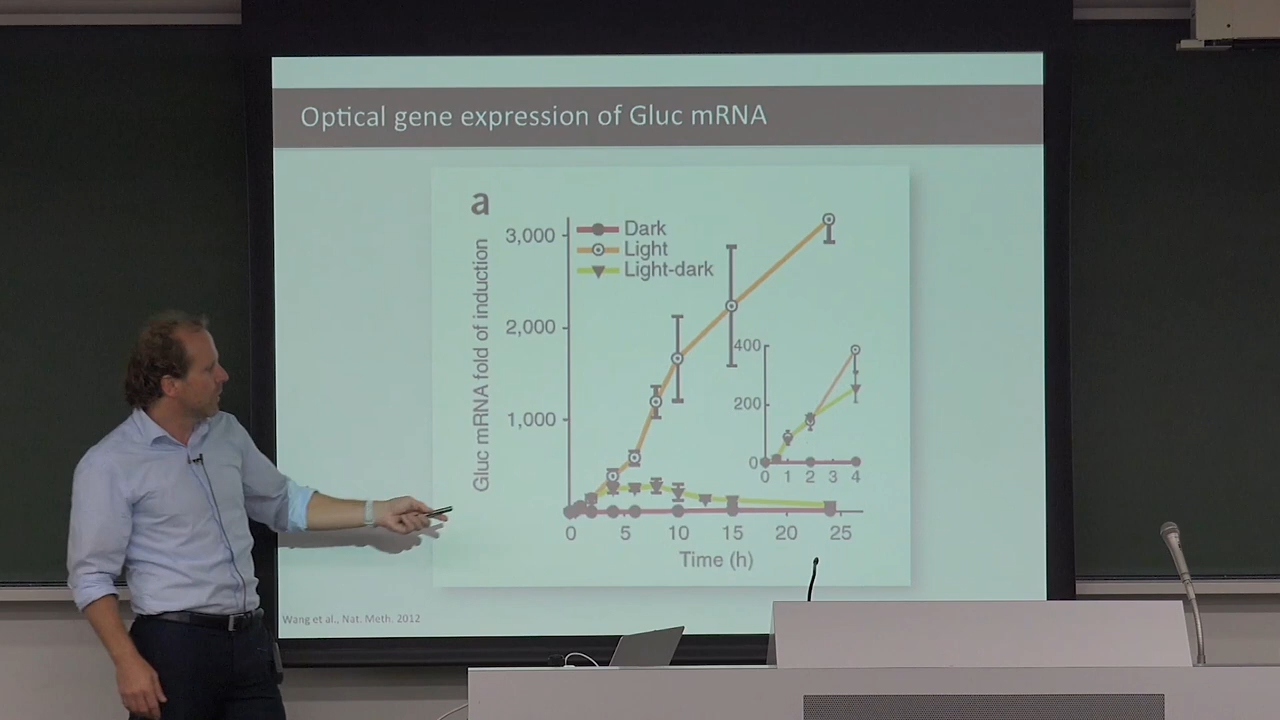 Optical gene expression of Gluc mRNA
a
Gluc mRNA fold of induction
3,000
2,000
1,000
Dark
Light
Light-dark
400
200
0
0 1 2 3 4
0 5 10 15 20 25
Time (h)
Wang et al., Nat. Meth. 2012